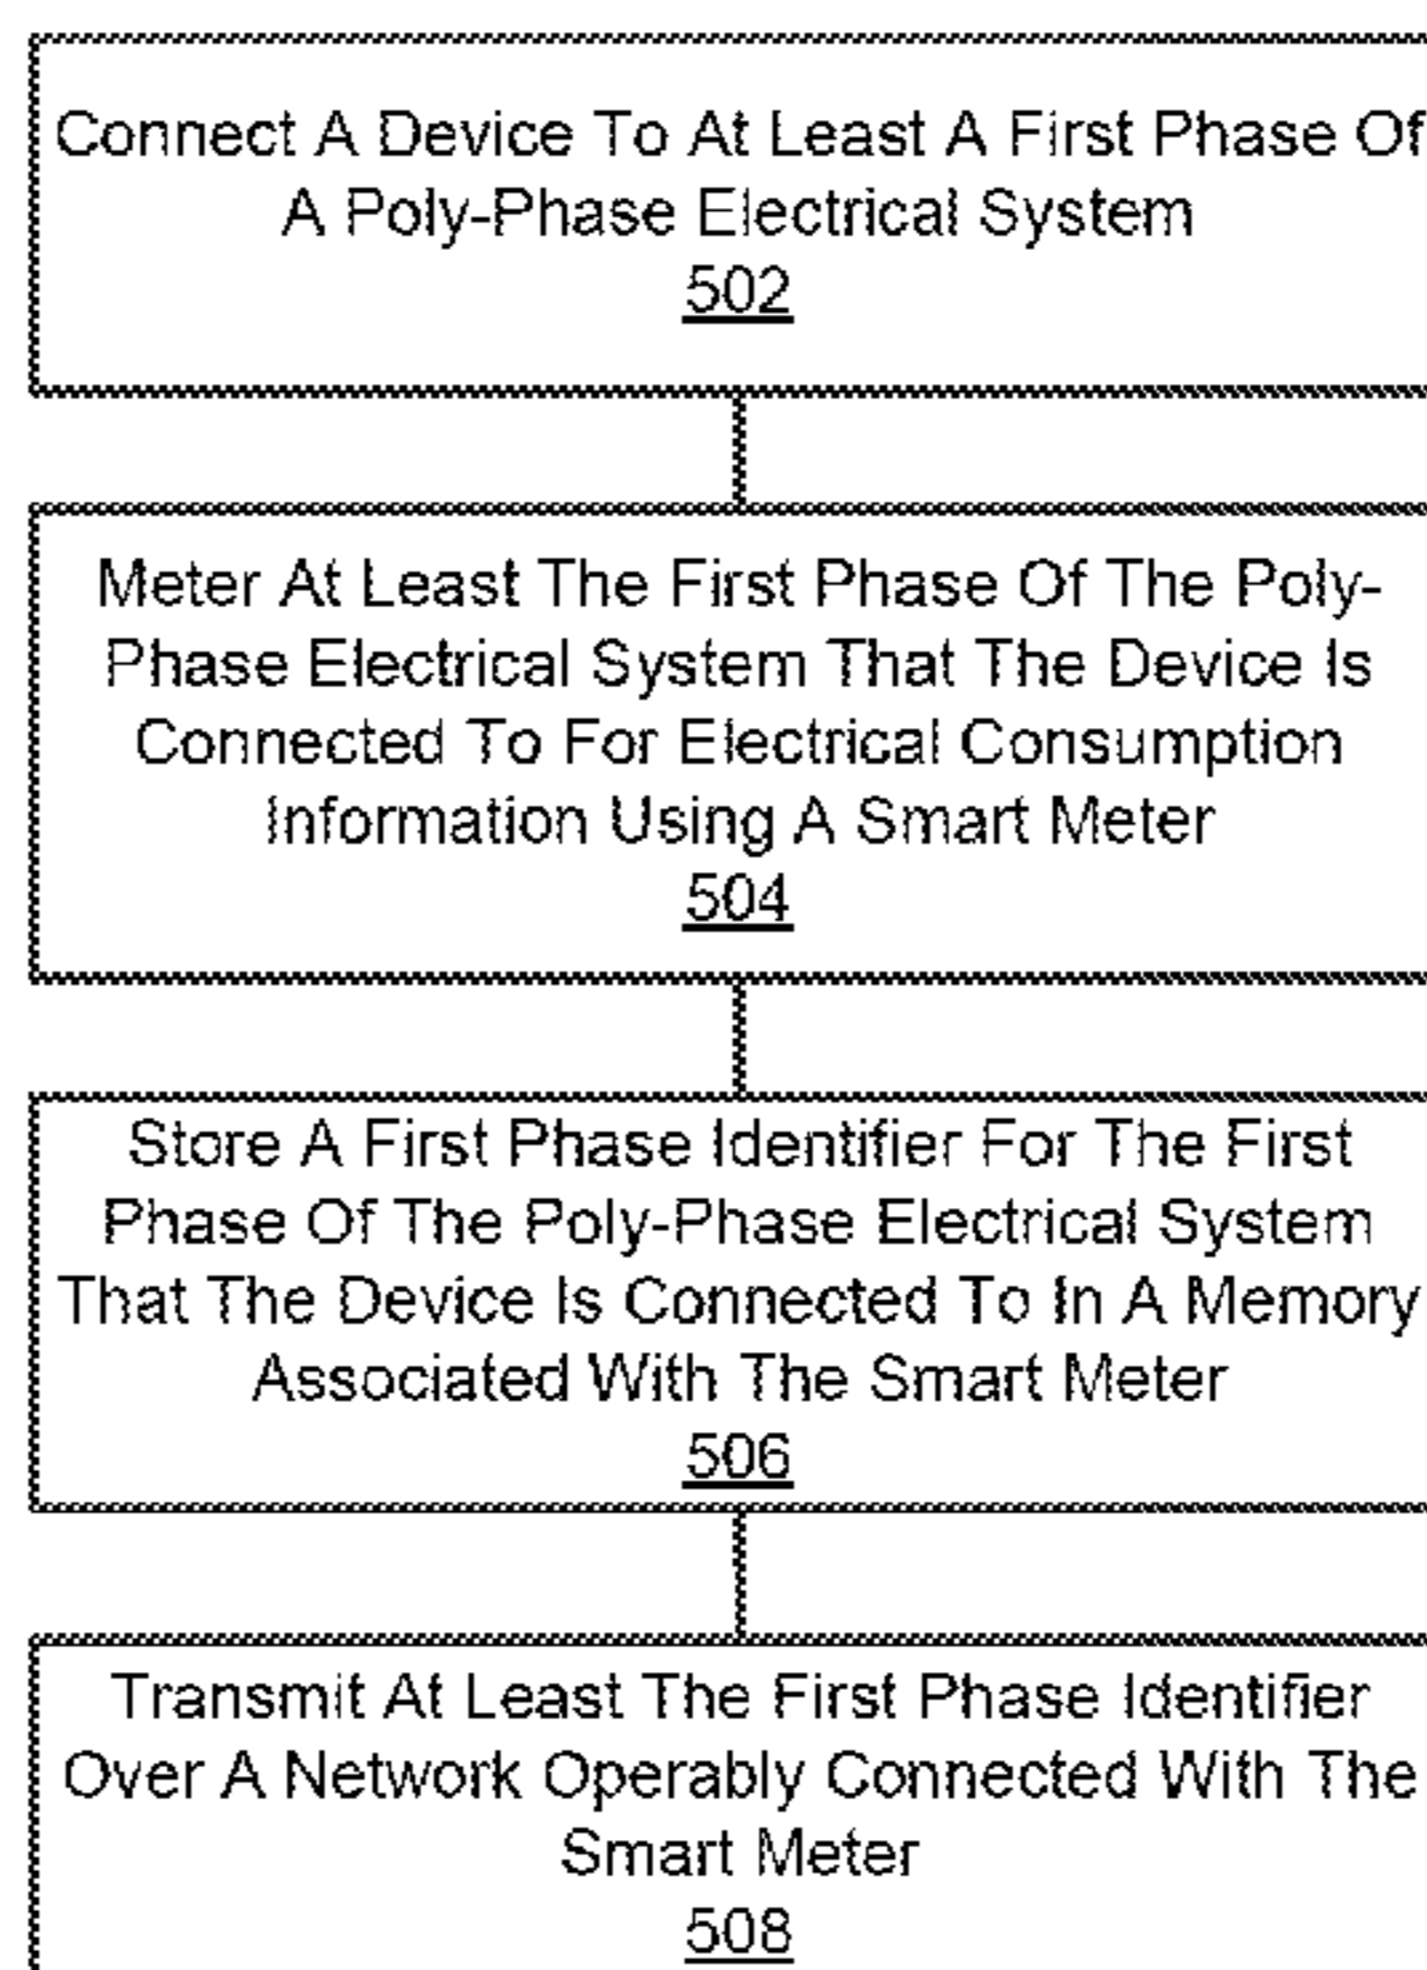 Connect A Device To At Least A First Phase Of
A Poly-Phase Electrical System
502
Meter At Least The First Phase Of The Poly-
Phase Electrical System That The Device Is
Connected To For Electrical Consumption
Information Using A Smart Meter
504
Store A First Phase Identifier For The First
Phase Of The Poly-Phase Electrical System
That The Device Is Connected To In A Memory
Associated With The Smart Meter
506
Transmit At Least The First Phase Identifier
Over A Network Operably Connected With The
Smart Meter
508